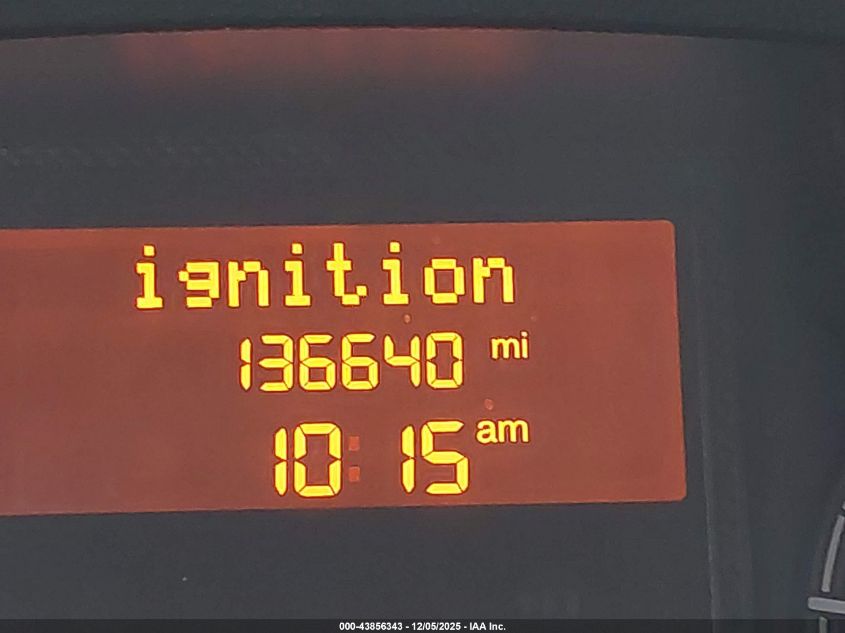 ignition
136640 mi
10:15 am
000-43856343 - 12/05/2025 - IAA Inc.